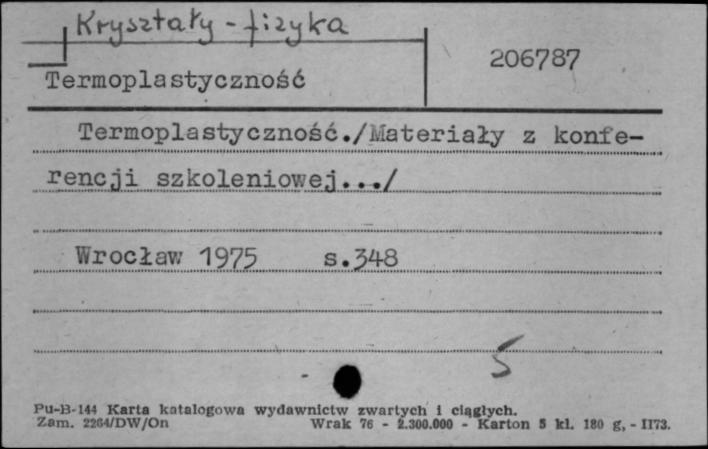 Kryształy - fizyka
206787
Termoplastyczność
Termoplastyczność./Materiały z konfe-
rencji szkoleniowej.../
Wrocław 1975 s.348
5
Pu-B-144 Karta katalogowa wydawnictw zwartych i ciągłych.
Zam. 2264/DW/On Wrak 76 - 2.300.000 - Karton 5 kl. 180 g, - II73.